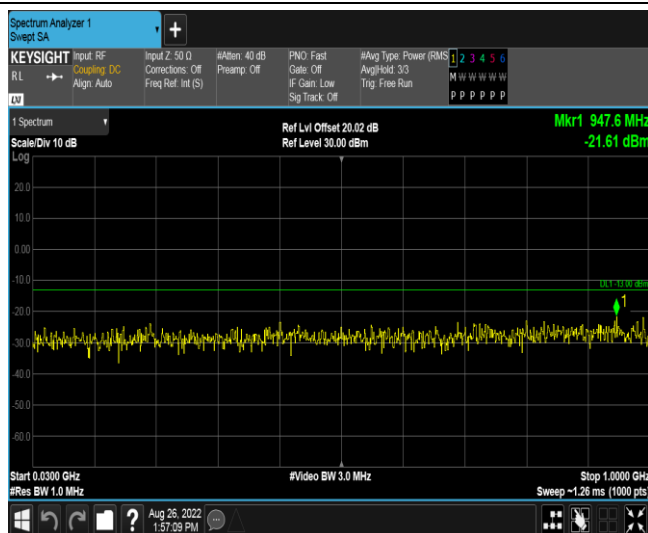 Spectrum Analyzer 1
Swept SA
+
KEYSIGHT
RL
LXI
Input: RF
Coupling: DC
Align: Auto
Input Z: 50 Ω
Corrections: Off
Freq Ref: Int (S)
#Atten: 40 dB
Preamp: Off
PNO: Fast
Gate: Off
IF Gain: Low
Sig Track: Off
#Avg Type: Power (RMS
Avg|Hold: 3/3
Trig: Free Run
1 2 3 4 5 6
M W W W W W
P P P P P P
1 Spectrum
Scale/Div 10 dB
Ref Lvl Offset 20.02 dB
Ref Level 30.00 dBm
Mkr1 947.6 MHz
-21.61 dBm
Log
20.0
10.0
0.00
-10.0
DL1 -13.00 dBm
1
-20.0
-30.0
-40.0
-50.0
-60.0
Start 0.0300 GHz
#Res BW 1.0 MHz
#Video BW 3.0 MHz
Stop 1.0000 GHz
Sweep ~1.26 ms (1000 pts)
?
Aug 26, 2022
1:57:09 PM